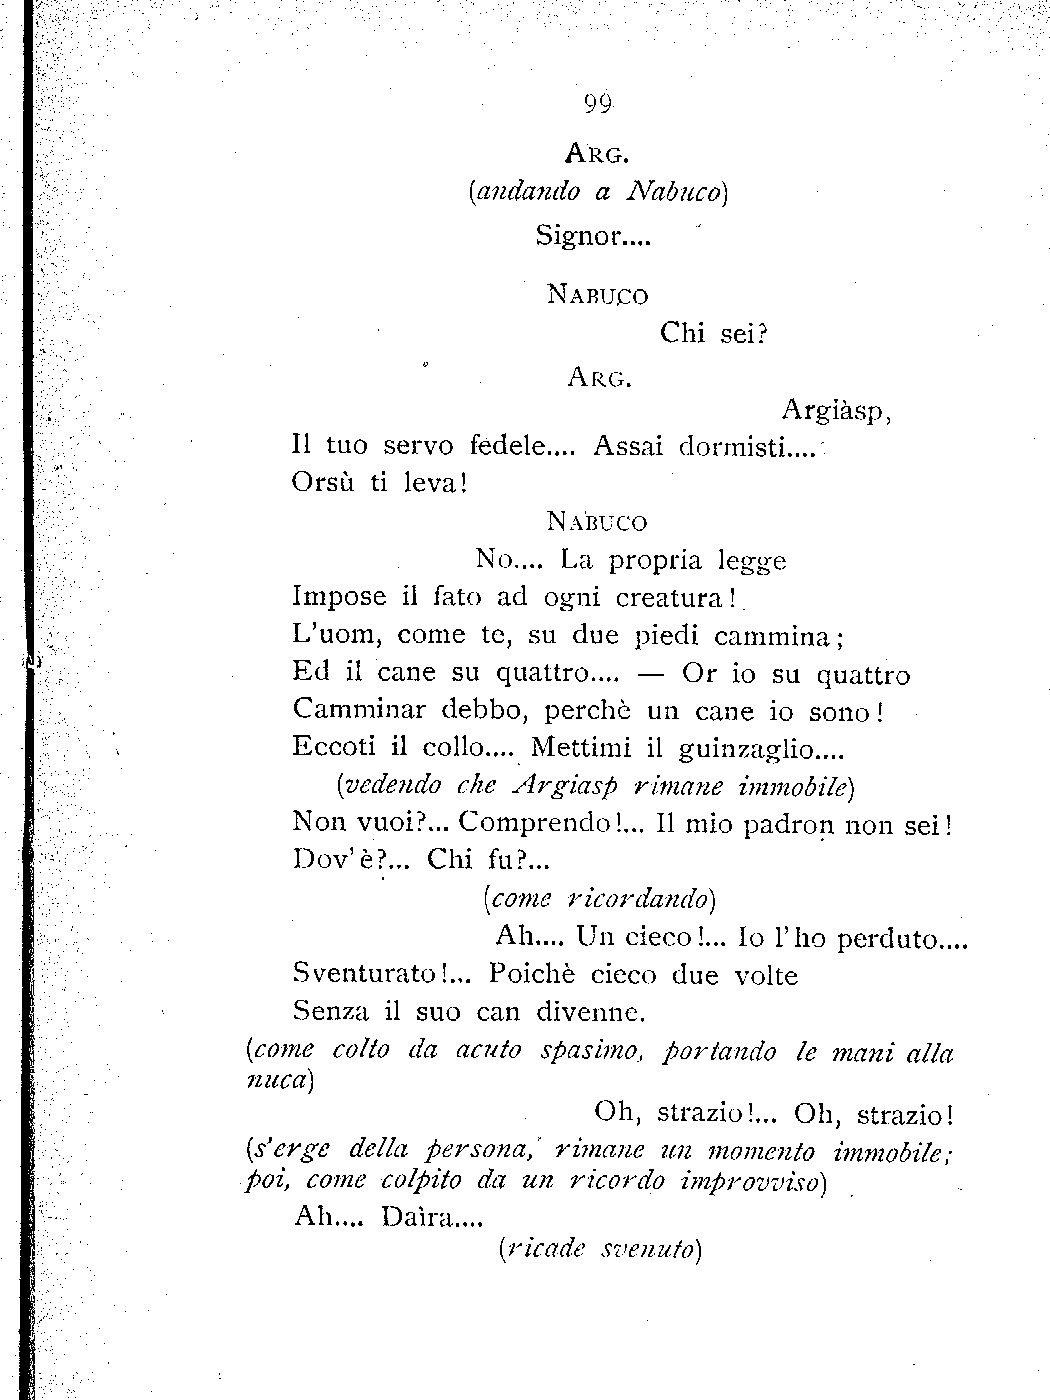 99
ARG.
(andando a Nabuco)
Signor....
NABUCO
Chi sei?
ARG.
Argiàsp,
Il tuo servo fedele.... Assai dormisti....
Orsù ti leva!
NABUCO
No.... La propria legge
Impose il fato ad ogni creatura!
L'uom, come te, su due piedi cammina;
Ed il cane su quattro.... — Or io su quattro
Camminar debbo, perchè un cane io sono!
Eccoti il collo.... Mettimi il guinzaglio....
(vedendo che Argiasp rimane immobile)
Non vuoi?... Comprendo!... Il mio padron non sei!
Dov'è?... Chi fu?...
(come ricordando)
Ah.... Un cieco!... Io l'ho perduto....
Sventurato!... Poichè cieco due volte
Senza il suo can divenne.
(come colto da acuto spasimo, portando le mani alla
nuca)
Oh, strazio!... Oh, strazio!
(s'erge della persona, rimane un momento immobile;
poi, come colpito da un ricordo improvviso)
Ah.... Daìra....
(ricade svenuto)